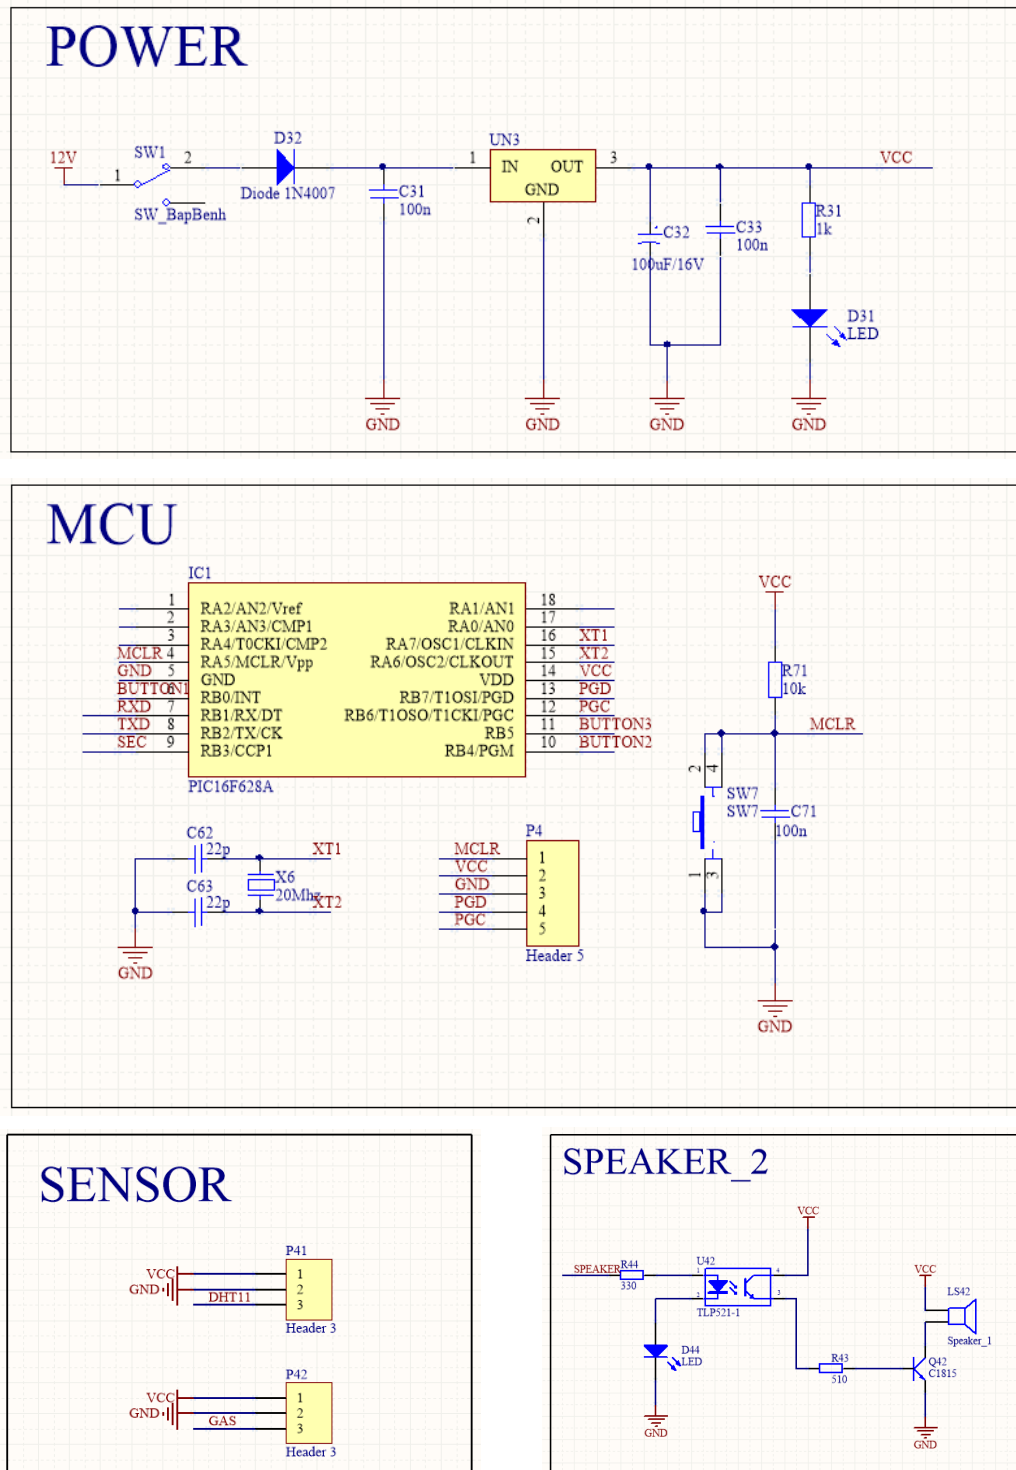 POWER
12V
SW1
1
2
SW_BapBenh
D32
Diode 1N4007
C31
100n
UN3
1
IN
OUT
3
GND
2
C32
100uF/16V
C33
100n
R31
1k
D31
LED
VCC
GND
GND
GND
GND
MCU
IC1
1 RA2/AN2/Vref
2 RA3/AN3/CMP1
3 RA4/T0CKI/CMP2
MCLR 4 RA5/MCLR/Vpp
GND 5 GND
BUTTON1 6 RB0/INT
RXD 7 RB1/RX/DT
TXD 8 RB2/TX/CK
SEC 9 RB3/CCP1
RA1/AN1 18
RA0/AN0 17
RA7/OSC1/CLKIN 16 XT1
RA6/OSC2/CLKOUT 15 XT2
VDD 14 VCC
RB7/T1OSI/PGD 13 PGD
RB6/T1OSO/T1CKI/PGC 12 PGC
RB5 11 BUTTON3
RB4/PGM 10 BUTTON2
PIC16F628A
C62
22p
XT1
X6
20Mhz
C63
22p
XT2
GND
P4
MCLR 1
VCC 2
GND 3
PGD 4
PGC 5
Header 5
VCC
R71
10k
MCLR
2
4
SW7
SW7
1
3
C71
100n
GND
SENSOR
P41
VCC 1
GND 2
DHT11 3
Header 3
P42
VCC 1
GND 2
GAS 3
Header 3
SPEAKER_2
SPEAKER
R44
330
U42
1
2
4
3
TLP521-1
VCC
D44
LED
GND
R43
510
Q42
C1815
VCC
LS42
Speaker_1
GND